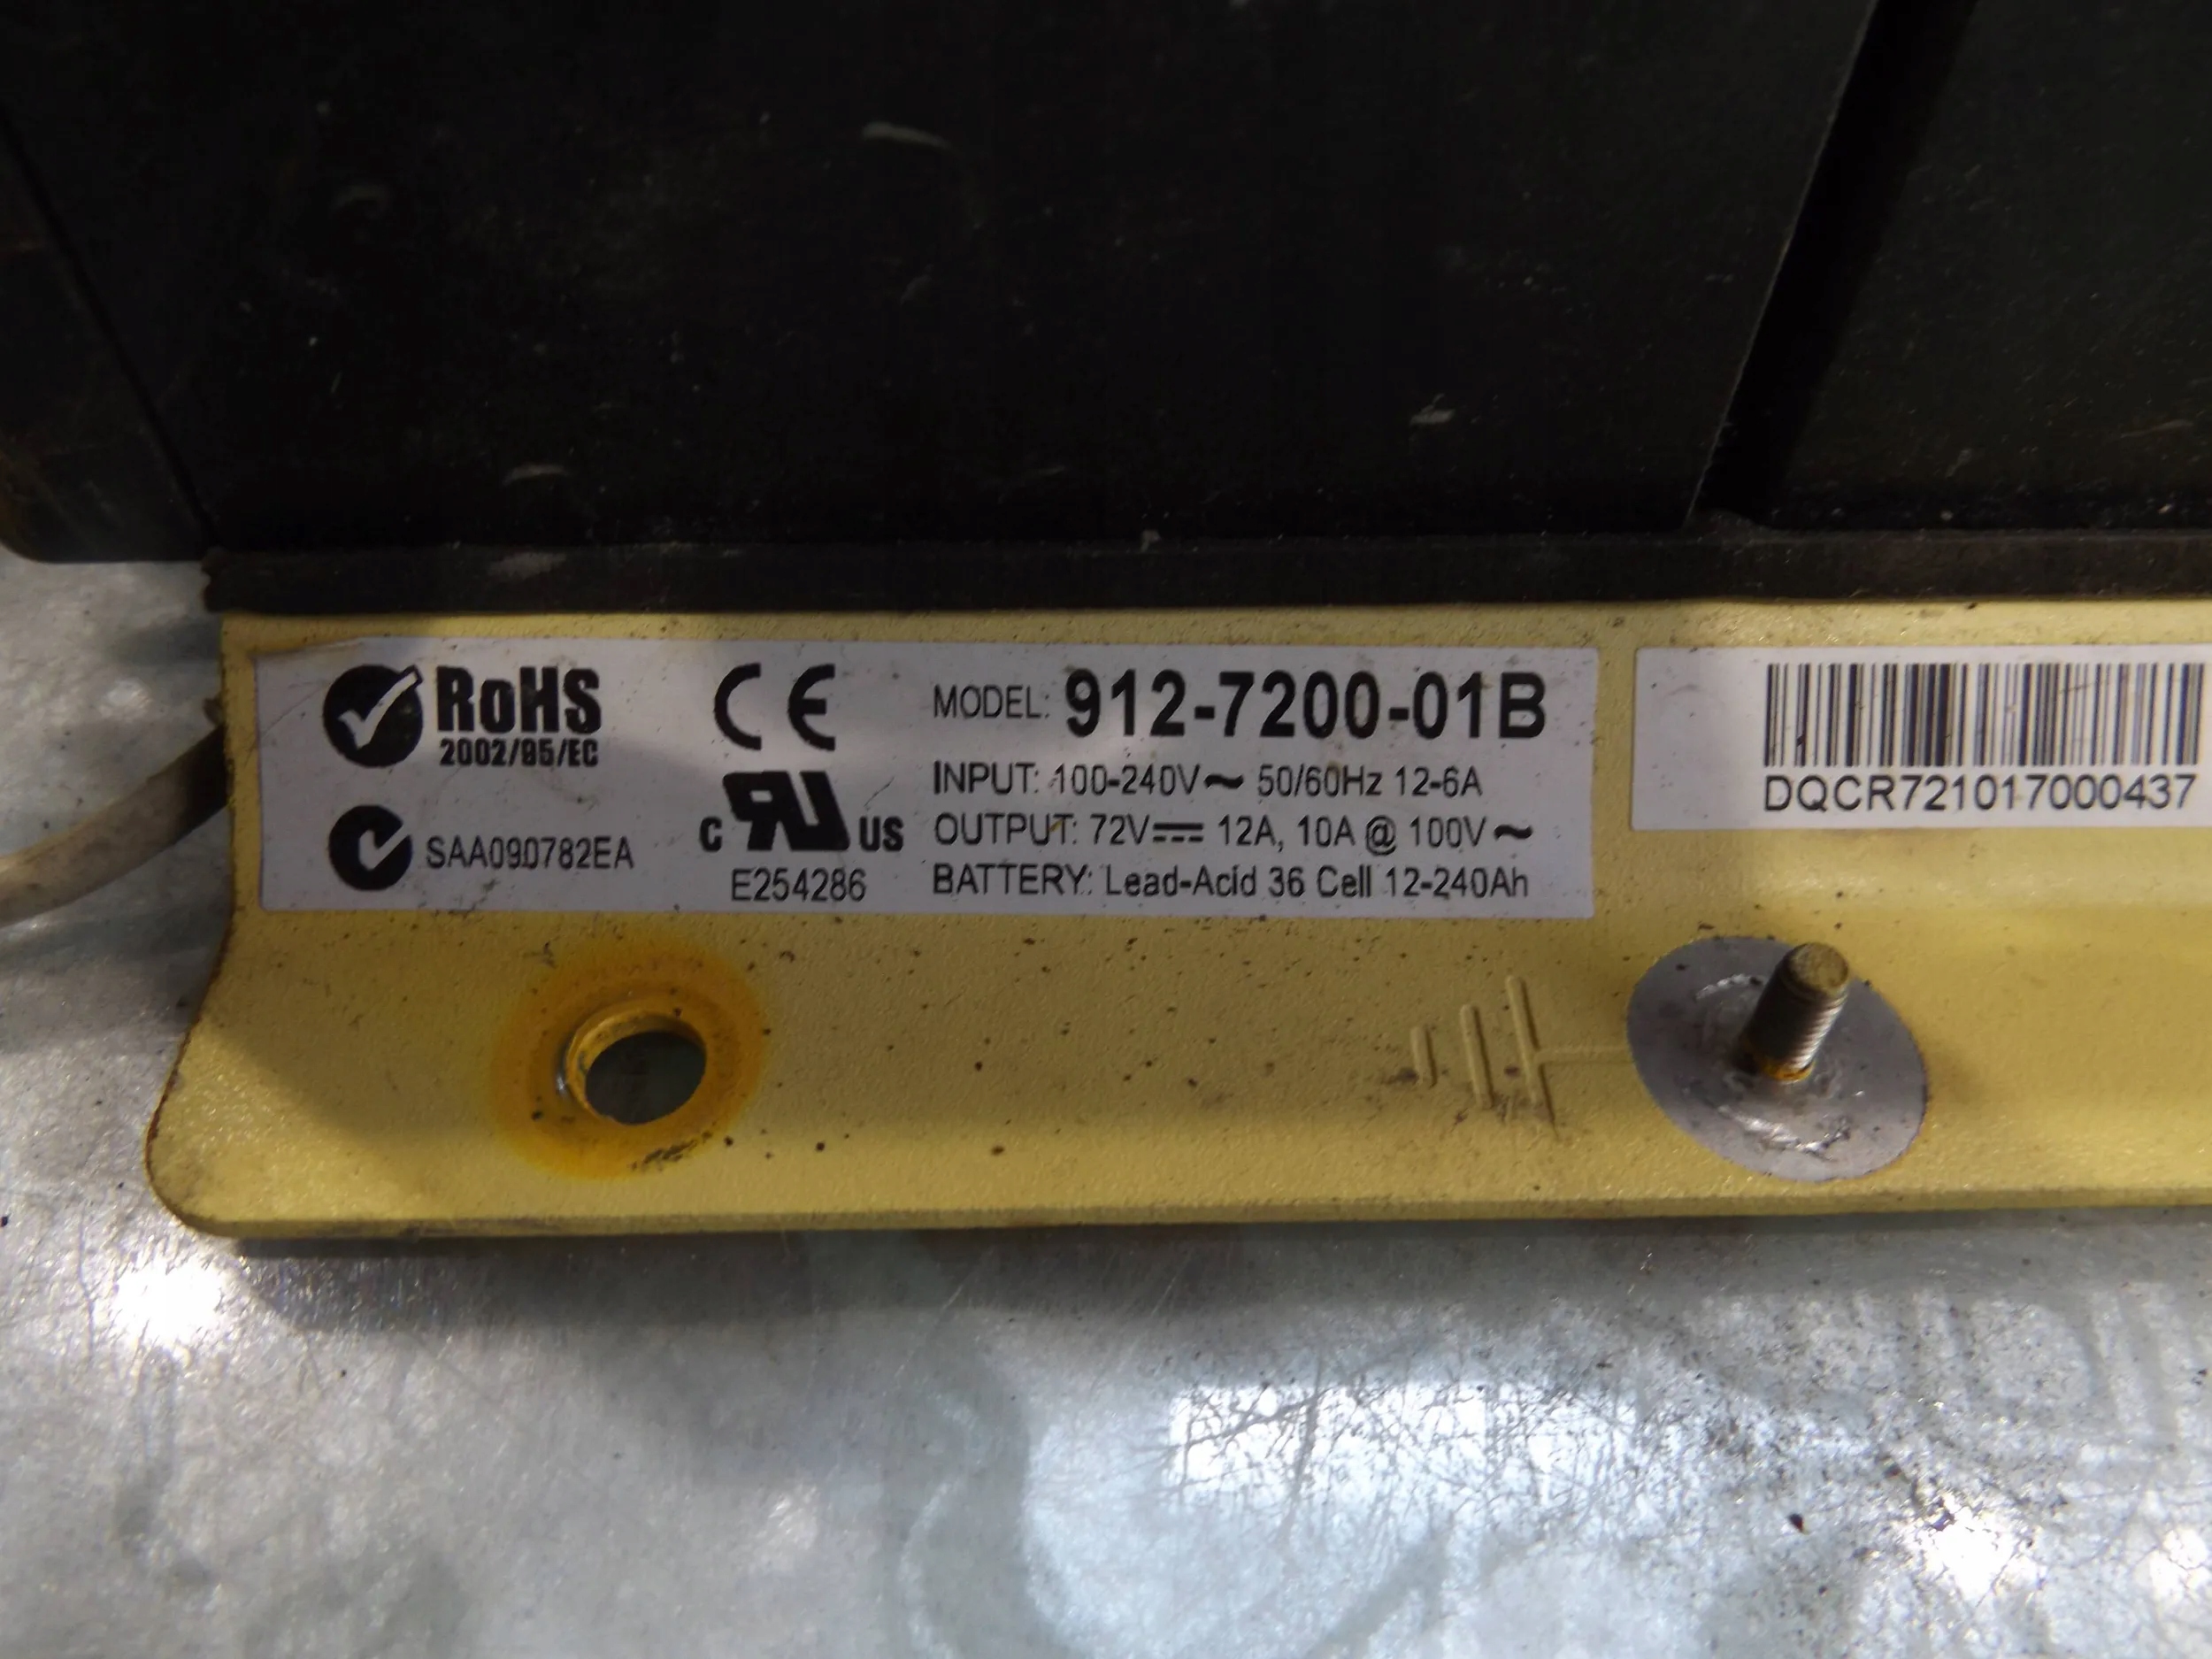 RoHS
2002/95/EC
SAA090782EA
CE
c RU US
E254286
MODEL: 912-7200-01B
INPUT: 100-240V~ 50/60Hz 12-6A
OUTPUT: 72V⎓ 12A, 10A @ 100V~
BATTERY: Lead-Acid 36 Cell 12-240Ah
DQCR721017000437